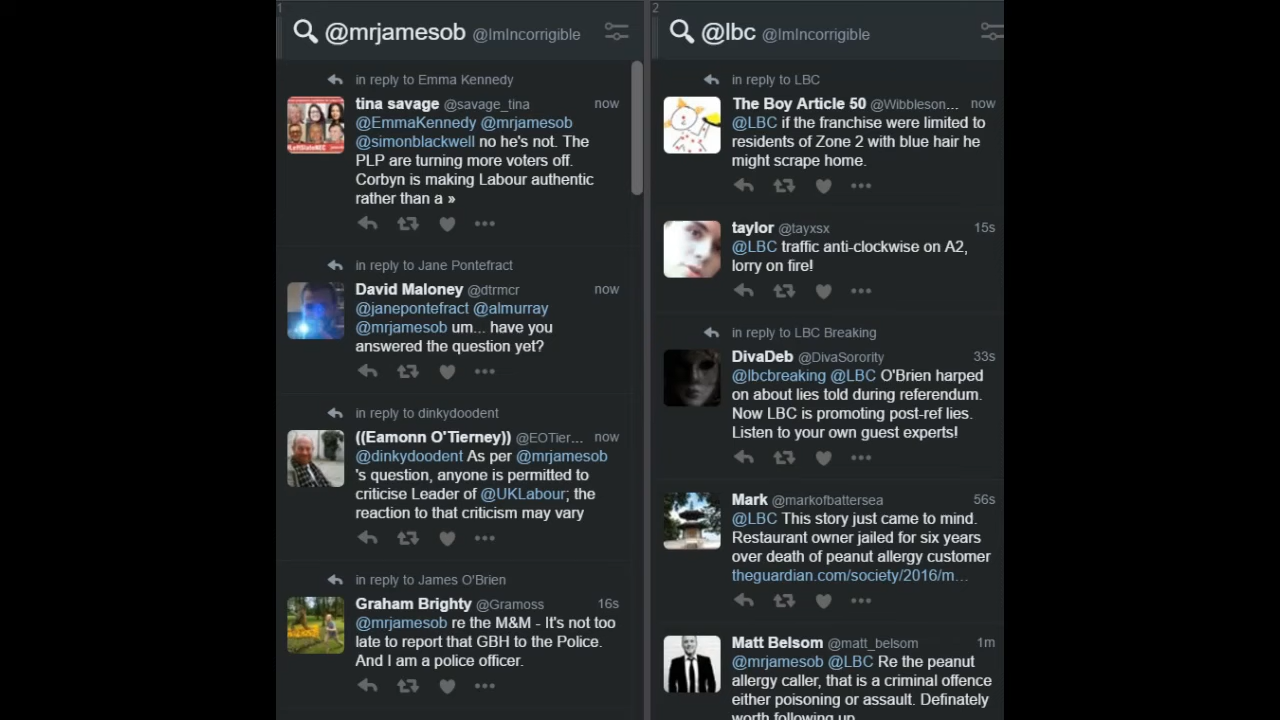 1
@mrjamesob @ImIncorrigible
in reply to Emma Kennedy
tina savage @savage_tina now
@EmmaKennedy @mrjamesob
@simonblackwell no he's not. The
PLP are turning more voters off.
Corbyn is making Labour authentic
rather than a »
in reply to Jane Pontefract
David Maloney @dtrmcr now
@janepontefract @almurray
@mrjamesob um... have you
answered the question yet?
in reply to dinkydoodent
((Eamonn O'Tierney)) @EOTier... now
@dinkydoodent As per @mrjamesob
's question, anyone is permitted to
criticise Leader of @UKLabour; the
reaction to that criticism may vary
in reply to James O'Brien
Graham Brighty @Gramoss 16s
@mrjamesob re the M&M - It's not too
late to report that GBH to the Police.
And I am a police officer.
2
@lbc @ImIncorrigible
in reply to LBC
The Boy Article 50 @Wibbleson... now
@LBC if the franchise were limited to
residents of Zone 2 with blue hair he
might scrape home.
taylor @tayxsx 15s
@LBC traffic anti-clockwise on A2,
lorry on fire!
in reply to LBC Breaking
DivaDeb @DivaSorority 33s
@lbcbreaking @LBC O'Brien harped
on about lies told during referendum.
Now LBC is promoting post-ref lies.
Listen to your own guest experts!
Mark @markofbattersea 56s
@LBC This story just came to mind.
Restaurant owner jailed for six years
over death of peanut allergy customer
theguardian.com/society/2016/m...
Matt Belsom @matt_belsom 1m
@mrjamesob @LBC Re the peanut
allergy caller, that is a criminal offence
either poisoning or assault. Definately
worth following up